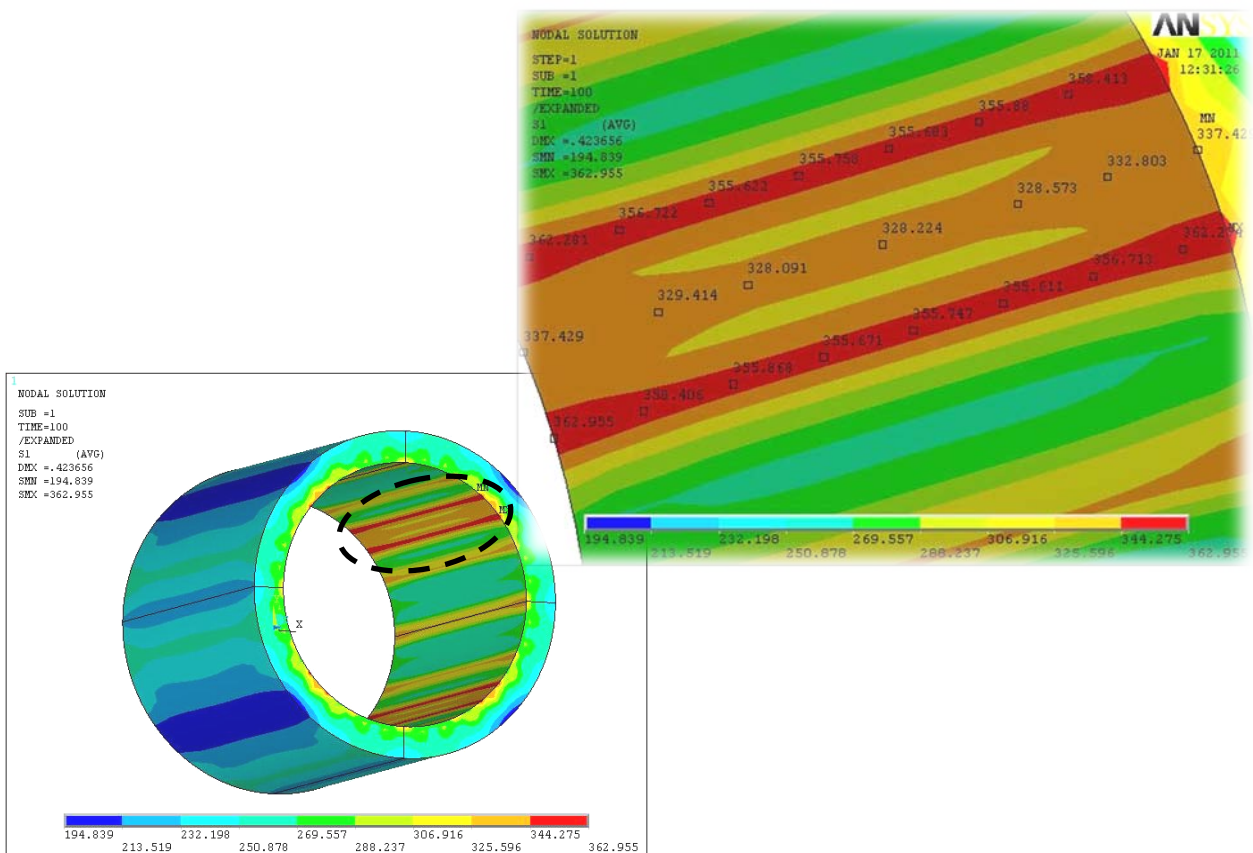 ANSYS
NODAL SOLUTION
JAN 17 2011
12:31:26
STEP=1
SUB =1
TIME=100
/EXPANDED
S1 (AVG)
DMX =.423656
SMN =194.839
SMX =362.955
358.413
355.88
355.683
355.758
355.622
356.722
362.281
MN
337.42
332.803
328.573
328.224
328.091
329.414
337.429
356.713
355.811
355.747
355.671
355.868
358.406
362.955
194.839 232.198 269.557 306.916 344.275
213.519 250.878 288.237 325.596 362.955
1
NODAL SOLUTION
SUB =1
TIME=100
/EXPANDED
S1 (AVG)
DMX =.423656
SMN =194.839
SMX =362.955
MN
X
194.839 232.198 269.557 306.916 344.275
213.519 250.878 288.237 325.596 362.955